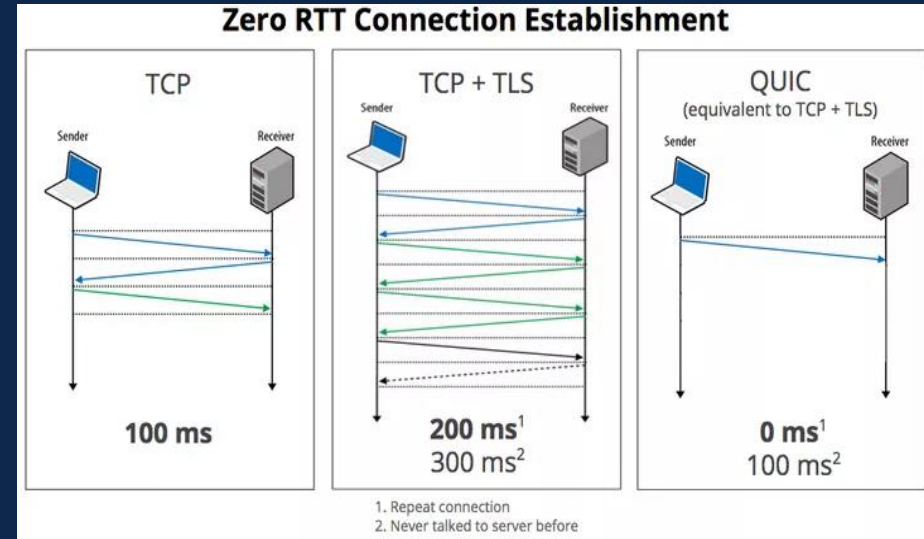 Zero RTT Connection Establishment
TCP
Sender
Receiver
100 ms
TCP + TLS
Sender
Receiver
200 ms¹
300 ms²
QUIC
(equivalent to TCP + TLS)
Sender
Receiver
0 ms¹
100 ms²
1. Repeat connection
2. Never talked to server before